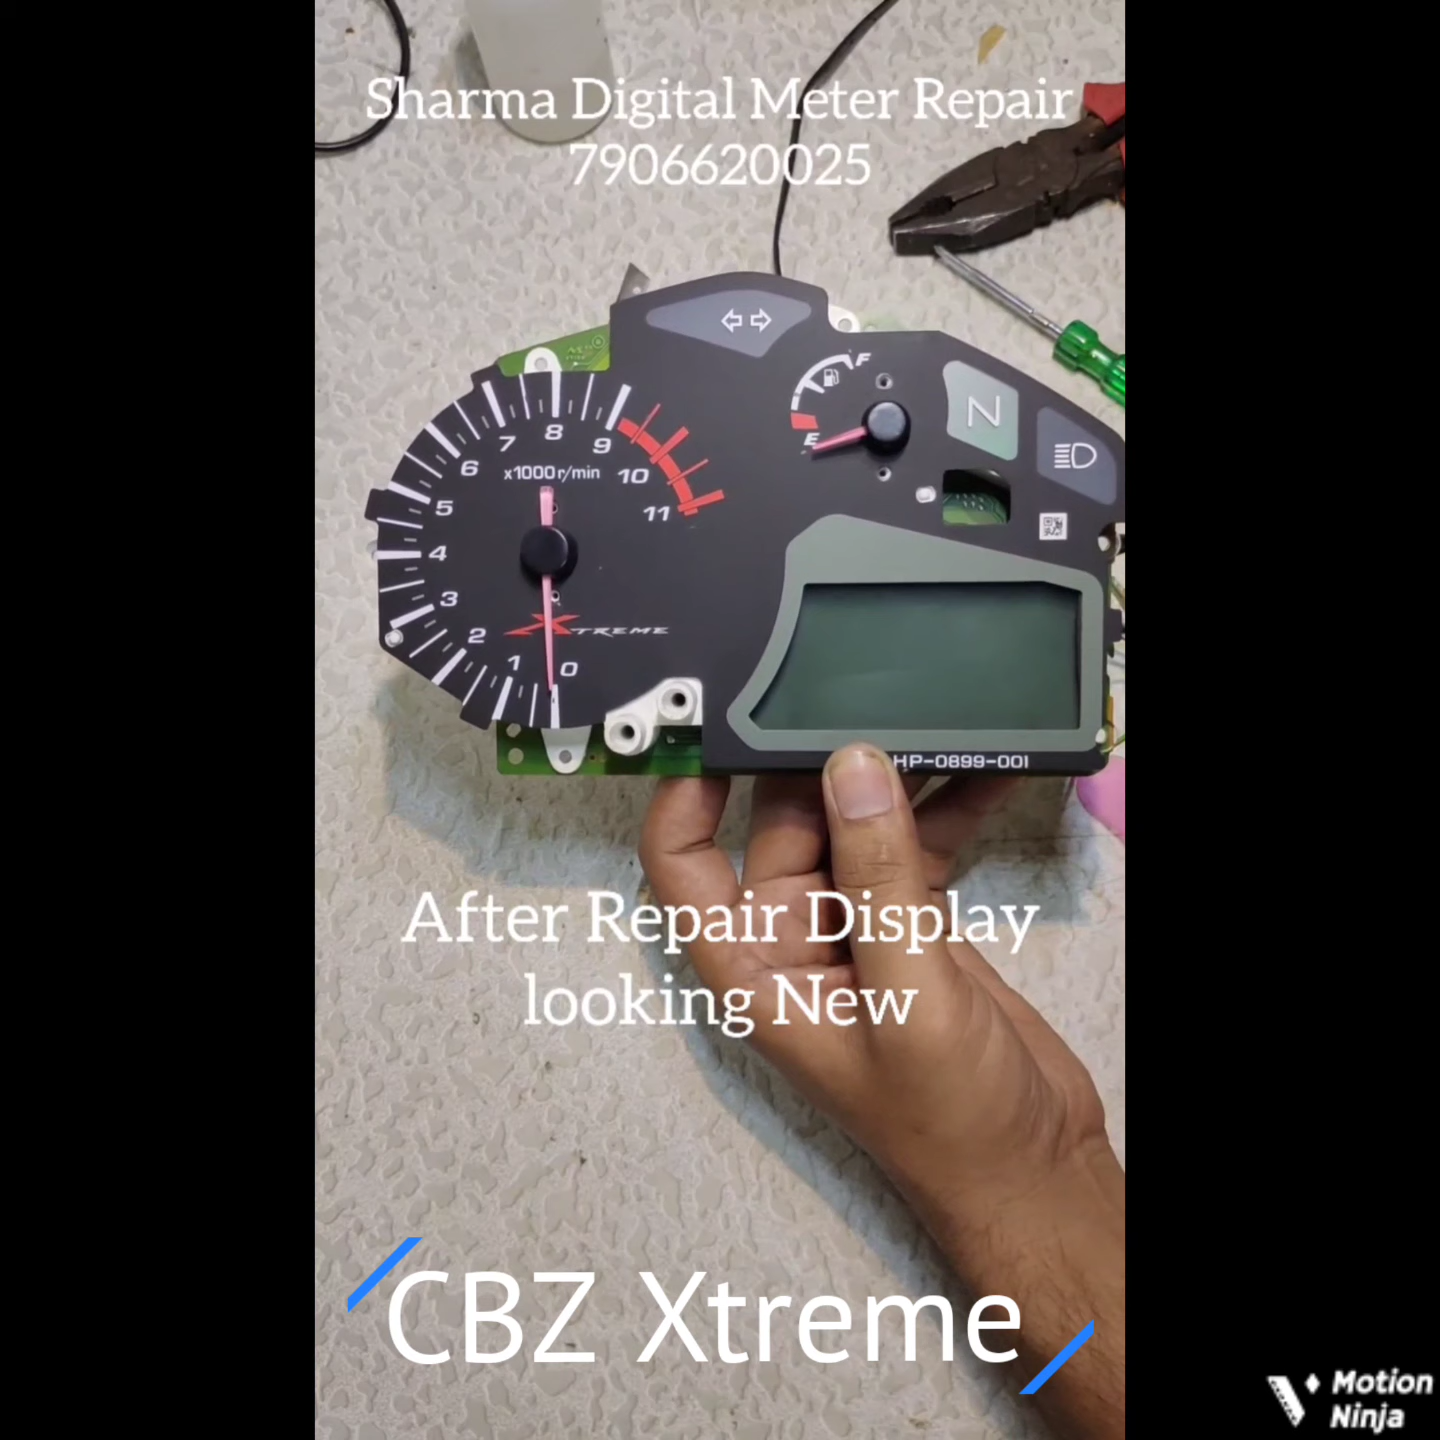 Sharma Digital Meter Repair
7906620025
F
E
N
7
8
9
6
x1000 r/min
10
5
11
4
3
XTREME
2
1
0
HP-0899-001
After Repair Display
looking New
CBZ Xtreme
Motion
Ninja